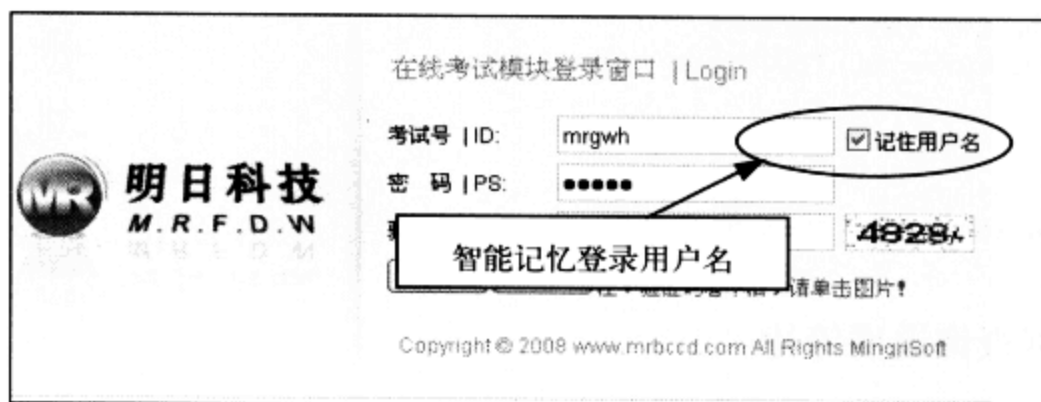 在线考试模块登录窗口 | Login
考试号 | ID: mrgwh 记住用户名
密 码 | PS: ●●●●●
MR 明日科技
M.R.F.D.W
4828
智能记忆登录用户名
请单击图片!
Copyright © 2008 www.mrbccd.com All Rights MingriSoft